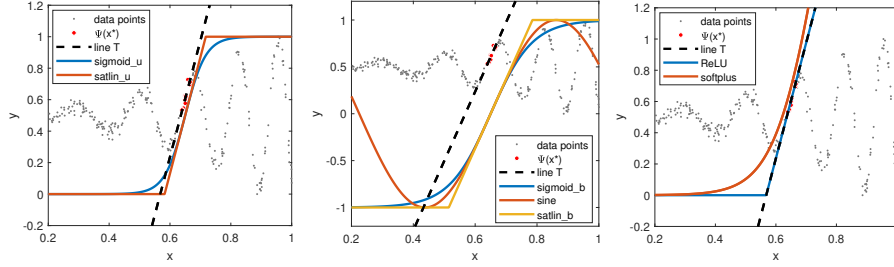 1.2
1
0.8
0.6
0.4
0.2
0
-0.2
y
0.2
0.4
0.6
0.8
1
x
data points
Ψ(x*)
line T
sigmoid_u
satlin_u
1
0.5
0
-0.5
-1
y
0.2
0.4
0.6
0.8
1
x
data points
Ψ(x*)
line T
sigmoid_b
sine
satlin_b
1.2
1
0.8
0.6
0.4
0.2
0
-0.2
y
0.2
0.4
0.6
0.8
1
x
data points
Ψ(x*)
line T
ReLU
softplus